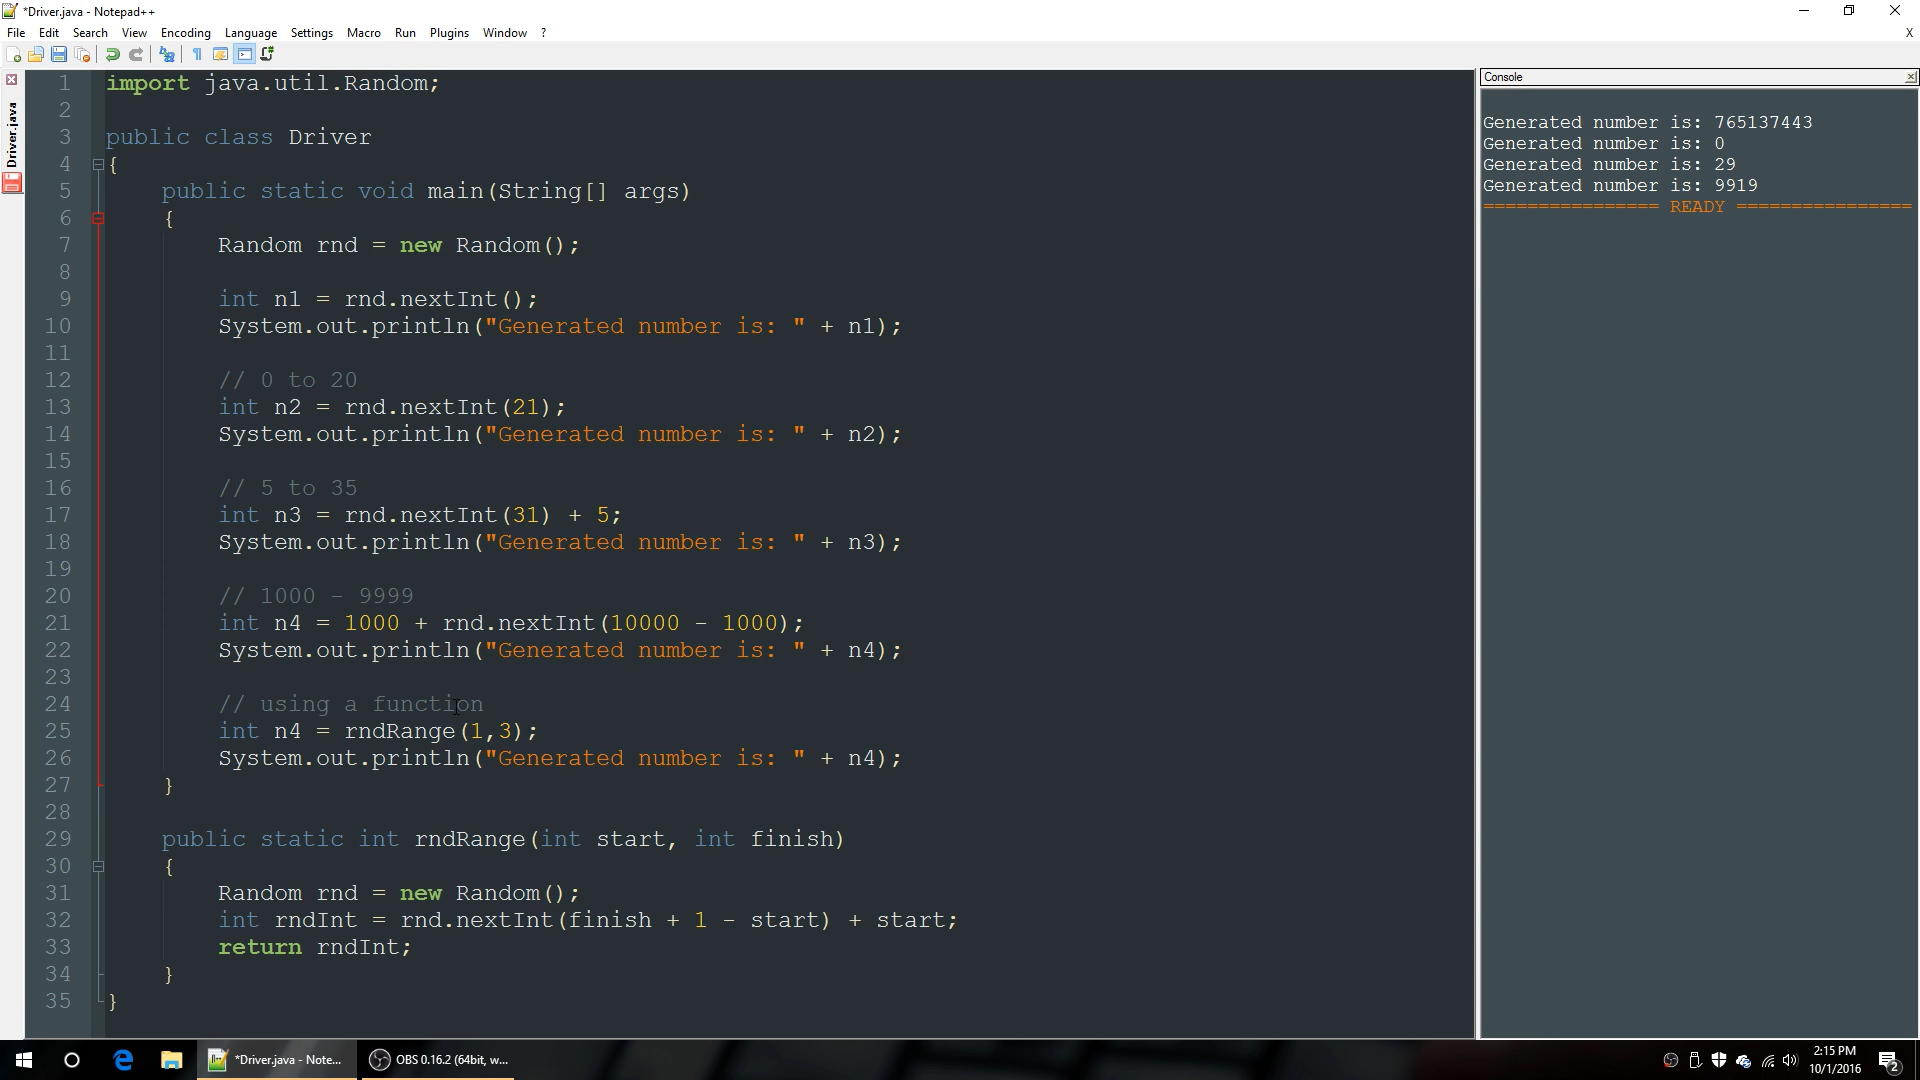 *Driver.java - Notepad++
File Edit Search View Encoding Language Settings Macro Run Plugins Window ?
X
Driver.java
1 import java.util.Random;
2
3 public class Driver
4 {
5 public static void main(String[] args)
6 {
7 Random rnd = new Random();
8
9 int n1 = rnd.nextInt();
10 System.out.println("Generated number is: " + n1);
11
12 // 0 to 20
13 int n2 = rnd.nextInt(21);
14 System.out.println("Generated number is: " + n2);
15
16 // 5 to 35
17 int n3 = rnd.nextInt(31) + 5;
18 System.out.println("Generated number is: " + n3);
19
20 // 1000 - 9999
21 int n4 = 1000 + rnd.nextInt(10000 - 1000);
22 System.out.println("Generated number is: " + n4);
23
24 // using a function
25 int n4 = rndRange(1,3);
26 System.out.println("Generated number is: " + n4);
27 }
28
29 public static int rndRange(int start, int finish)
30 {
31 Random rnd = new Random();
32 int rndInt = rnd.nextInt(finish + 1 - start) + start;
33 return rndInt;
34 }
35 }
Console
Generated number is: 765137443
Generated number is: 0
Generated number is: 29
Generated number is: 9919
================ READY ================
*Driver.java - Note...
OBS 0.16.2 (64bit, w...
2:15 PM
10/1/2016
2